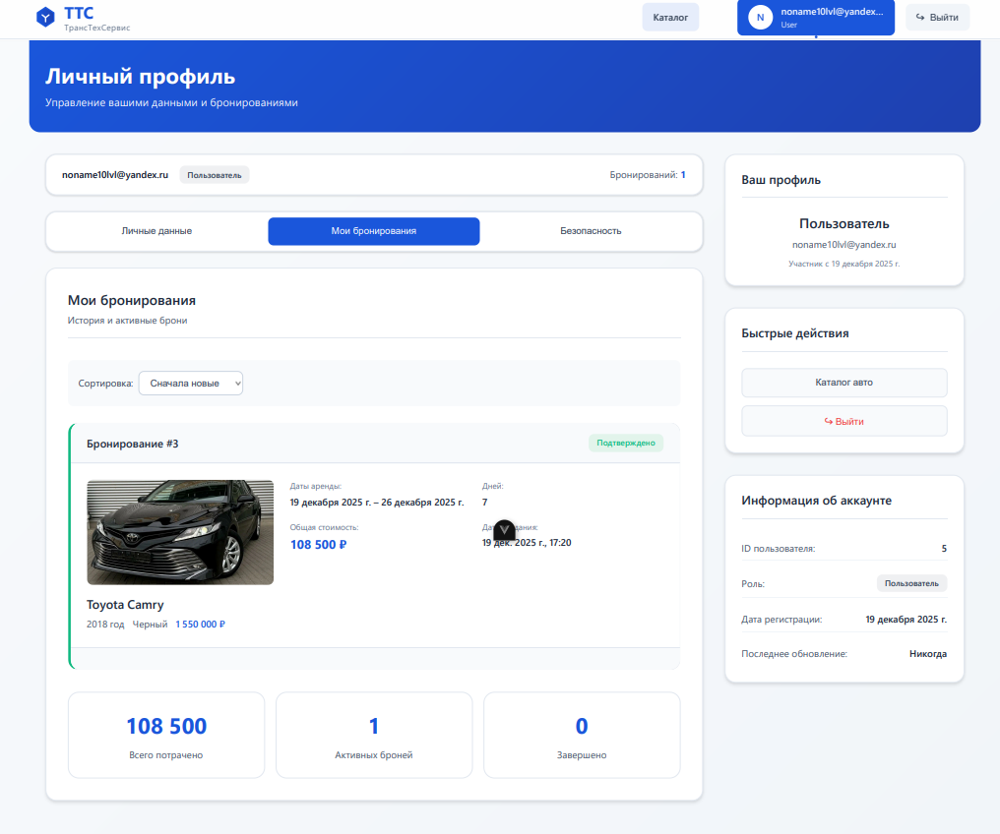 ТТС
ТрансТехСервис
Каталог
N
noname10lvl@yandex...
User
Выйти
Личный профиль
Управление вашими данными и бронированиями
noname10lvl@yandex.ru
Пользователь
Бронирований: 1
Личные данные
Мои бронирования
Безопасность
Мои бронирования
История и активные брони
Сортировка:
Сначала новые
Бронирование #3
Подтверждено
Даты аренды:
19 декабря 2025 г. – 26 декабря 2025 г.
Дней:
7
Общая стоимость:
108 500 ₽
19 дек. 2025 г., 17:20
Toyota Camry
2018 год Черный 1 550 000 ₽
108 500
Всего потрачено
1
Активных броней
0
Завершено
Ваш профиль
Пользователь
noname10lvl@yandex.ru
Участник с 19 декабря 2025 г.
Быстрые действия
Каталог авто
Выйти
Информация об аккаунте
ID пользователя:
5
Роль:
Пользователь
Дата регистрации:
19 декабря 2025 г.
Последнее обновление:
Никогда